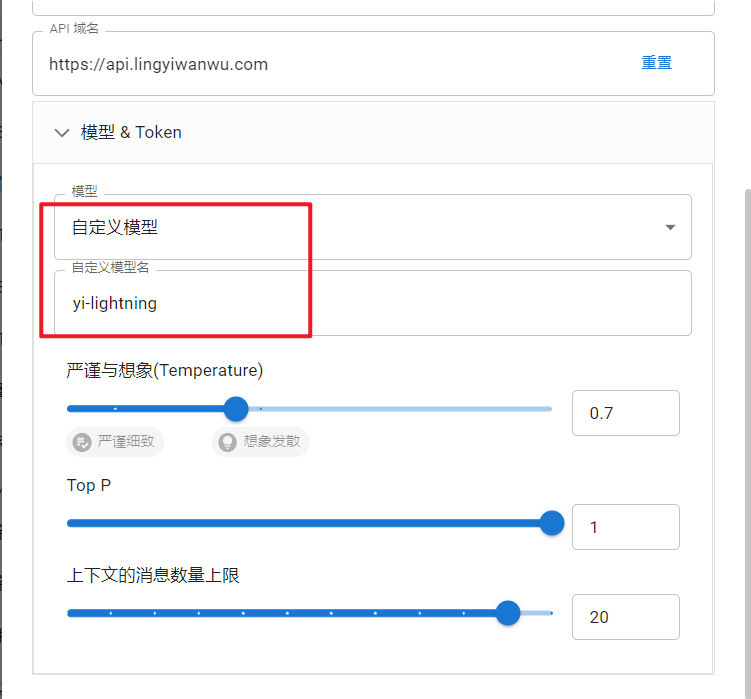 API 域名
https://api.lingyiwanwu.com
重置
模型 & Token
模型
自定义模型
自定义模型名
yi-lightning
严谨与想象(Temperature)
0.7
严谨细致
想象发散
Top P
1
上下文的消息数量上限
20